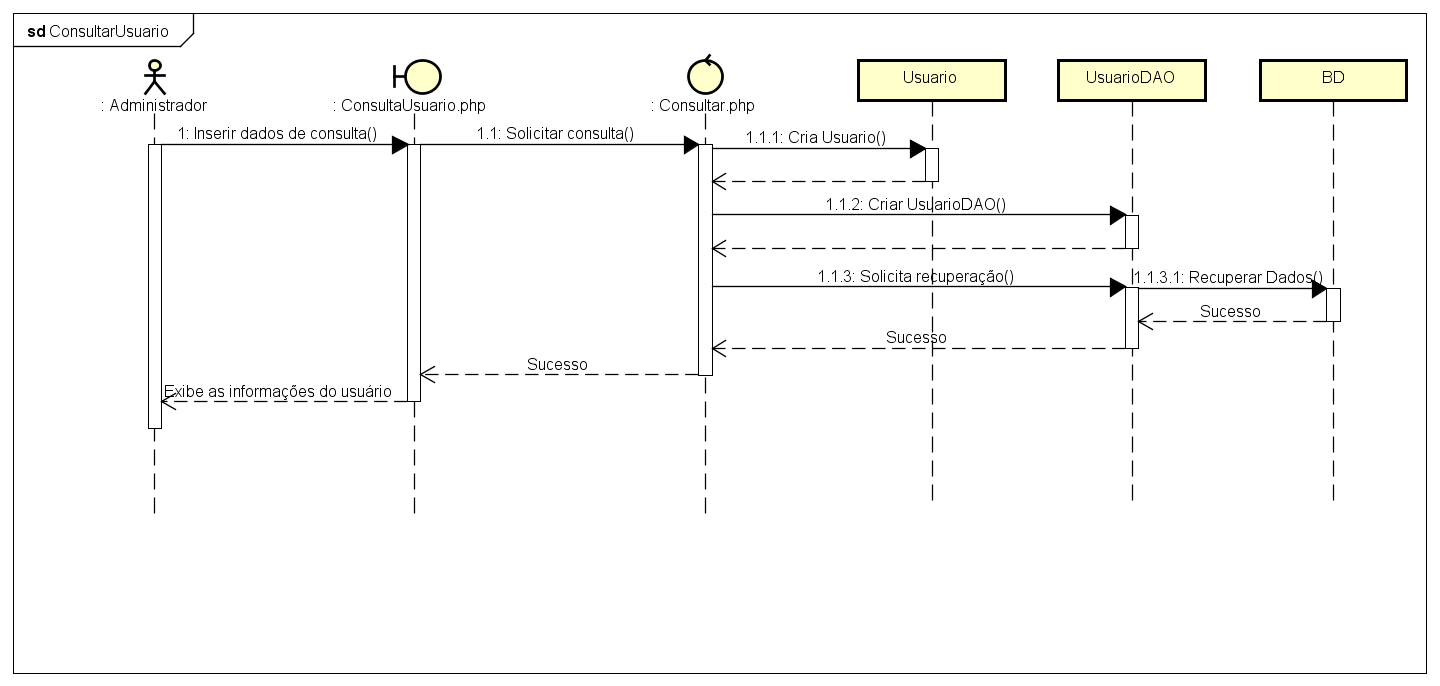 sd ConsultarUsuario
: Administrador
: ConsultaUsuario.php
: Consultar.php
Usuario
UsuarioDAO
BD
1: Inserir dados de consulta()
1.1: Solicitar consulta()
1.1.1: Cria Usuario()
1.1.2: Criar UsuarioDAO()
1.1.3: Solicita recuperação()
1.1.3.1: Recuperar Dados()
Sucesso
Sucesso
Sucesso
Exibe as informações do usuário